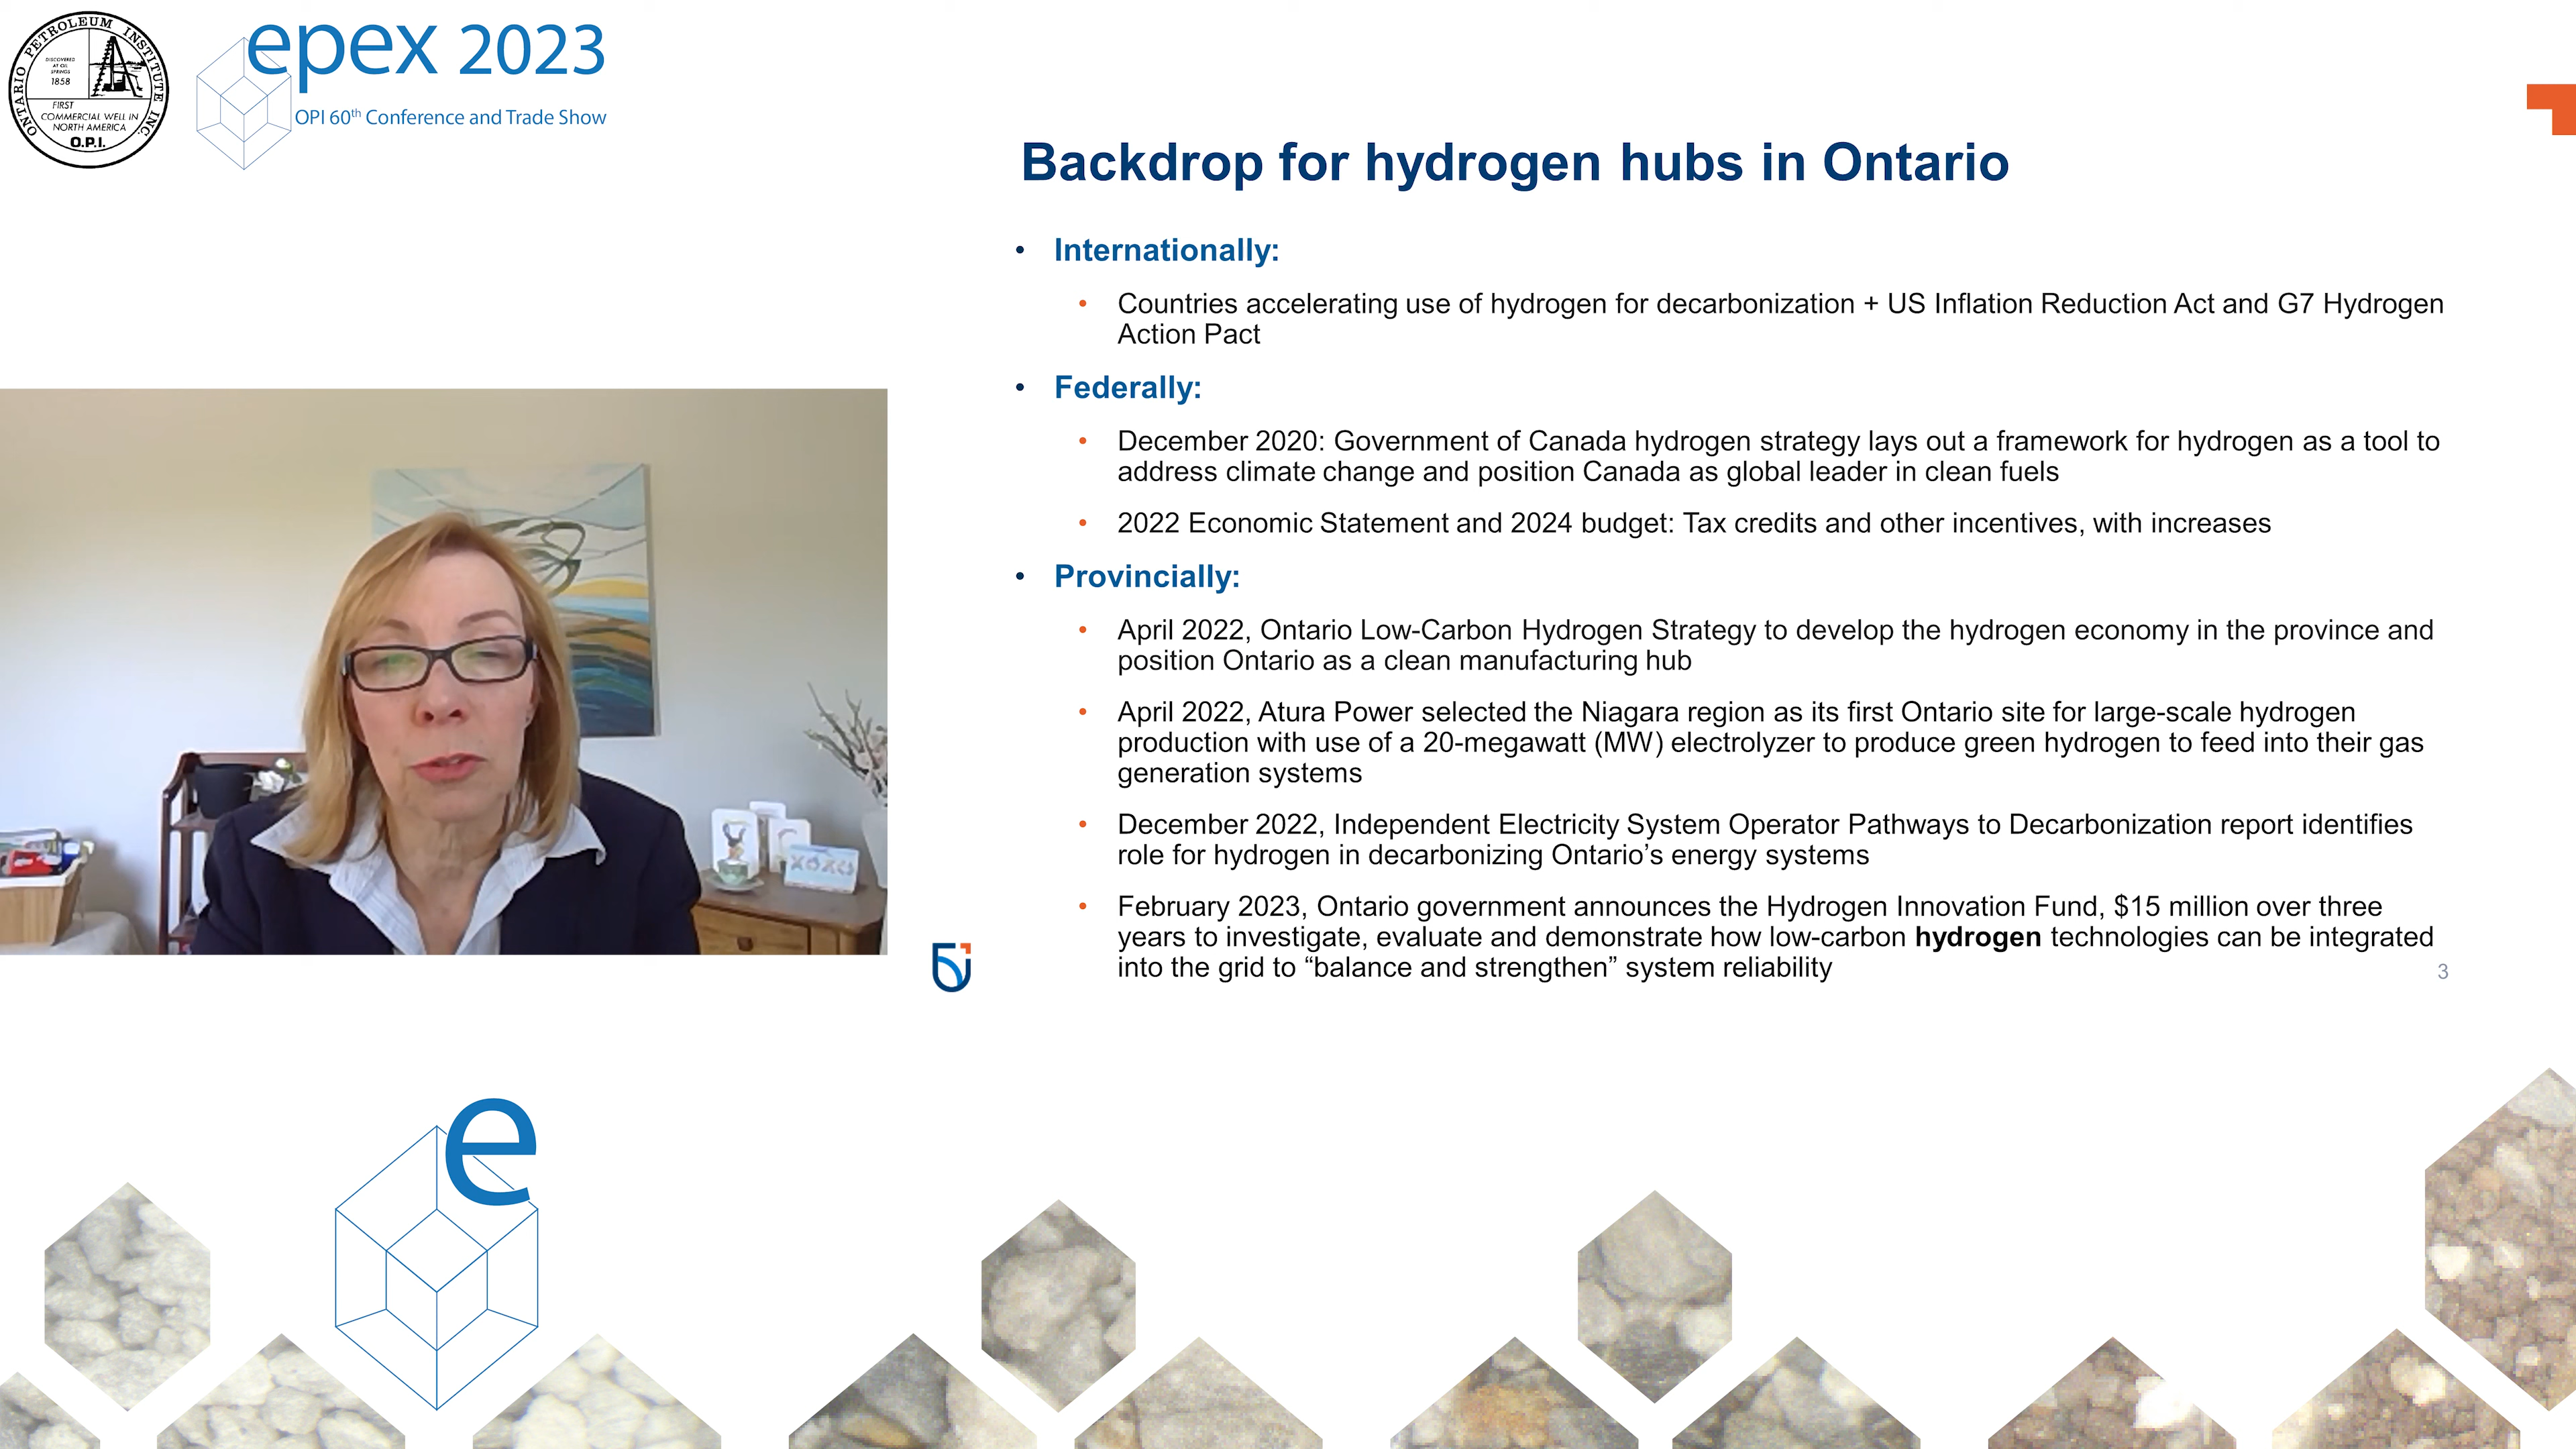 ONTARIO PETROLEUM INSTITUTE INC.
DISCOVERED
AT OIL
SPRINGS
1858
FIRST
COMMERCIAL WELL IN
NORTH AMERICA
O.P.I.
epex 2023
OPI 60th Conference and Trade Show
Backdrop for hydrogen hubs in Ontario
• Internationally:
• Countries accelerating use of hydrogen for decarbonization + US Inflation Reduction Act and G7 Hydrogen
Action Pact
• Federally:
• December 2020: Government of Canada hydrogen strategy lays out a framework for hydrogen as a tool to
address climate change and position Canada as global leader in clean fuels
• 2022 Economic Statement and 2024 budget: Tax credits and other incentives, with increases
• Provincially:
• April 2022, Ontario Low-Carbon Hydrogen Strategy to develop the hydrogen economy in the province and
position Ontario as a clean manufacturing hub
• April 2022, Atura Power selected the Niagara region as its first Ontario site for large-scale hydrogen
production with use of a 20-megawatt (MW) electrolyzer to produce green hydrogen to feed into their gas
generation systems
• December 2022, Independent Electricity System Operator Pathways to Decarbonization report identifies
role for hydrogen in decarbonizing Ontario’s energy systems
• February 2023, Ontario government announces the Hydrogen Innovation Fund, $15 million over three
years to investigate, evaluate and demonstrate how low-carbon hydrogen technologies can be integrated
into the grid to “balance and strengthen” system reliability
3
XOXO
e